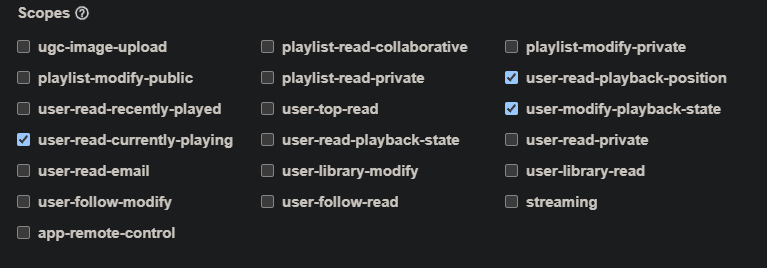 Scopes
ugc-image-upload playlist-read-collaborative playlist-modify-private
playlist-modify-public playlist-read-private user-read-playback-position
user-read-recently-played user-top-read user-modify-playback-state
user-read-currently-playing user-read-playback-state user-read-private
user-read-email user-library-modify user-library-read
user-follow-modify user-follow-read streaming
app-remote-control